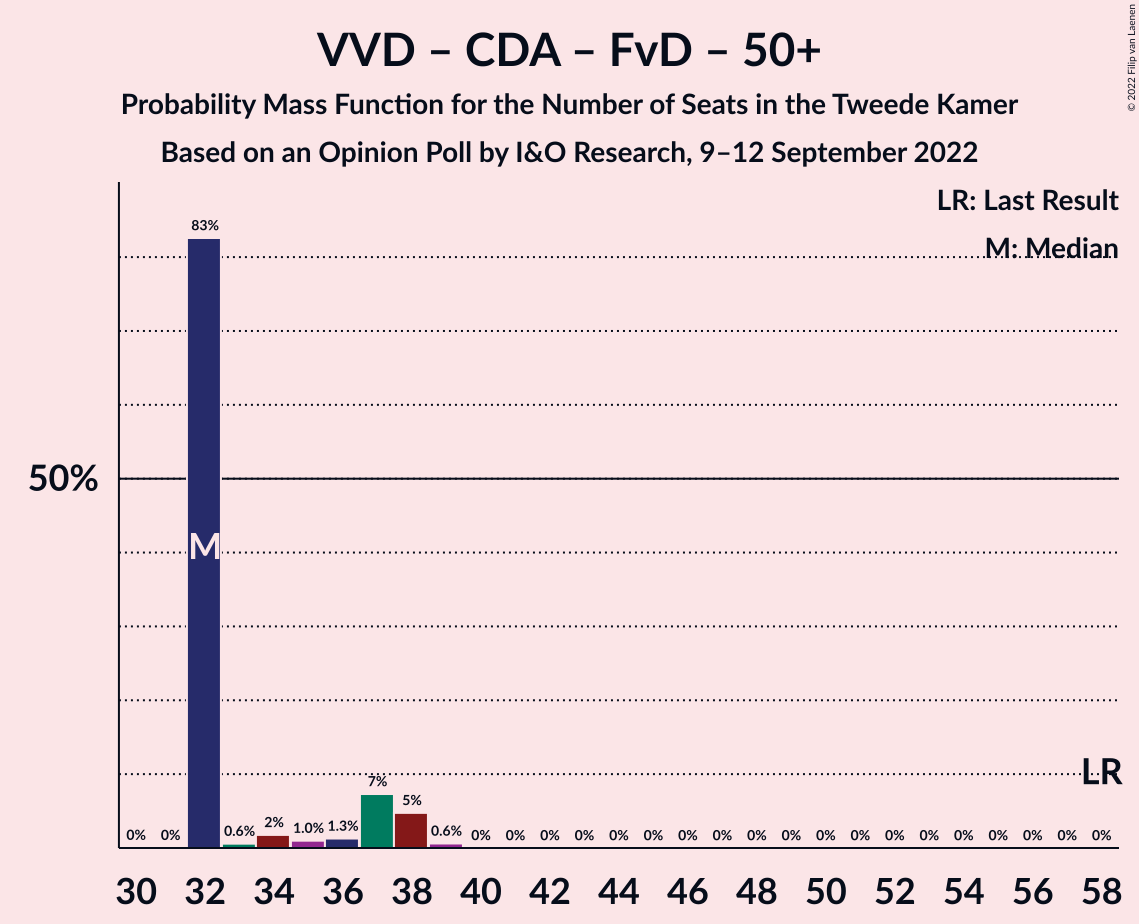 VVD – CDA – FvD – 50+
Probability Mass Function for the Number of Seats in the Tweede Kamer
Based on an Opinion Poll by I&O Research, 9–12 September 2022
© 2022 Filip van Laenen
LR: Last Result
M: Median
83%
50%
M
LR
0% 0% 0.6% 2% 1.0% 1.3% 7% 5% 0.6% 0% 0% 0% 0% 0% 0% 0% 0% 0% 0% 0% 0% 0% 0% 0% 0% 0% 0% 0%
30 32 34 36 38 40 42 44 46 48 50 52 54 56 58